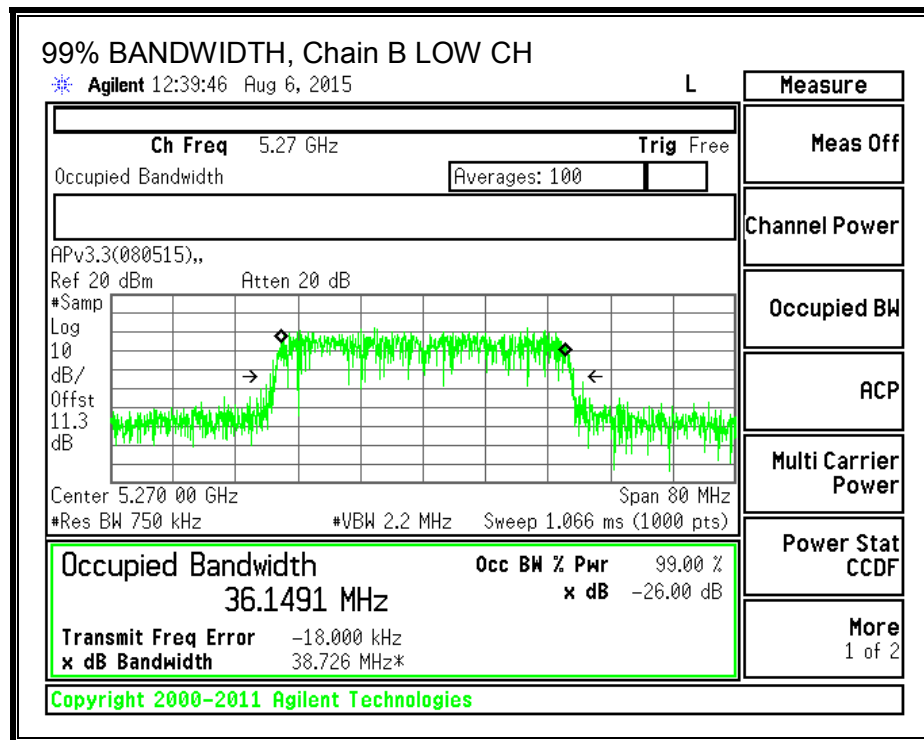 99% BANDWIDTH, Chain B LOW CH
Agilent 12:39:46 Aug 6, 2015 L
Measure
Ch Freq 5.27 GHz Trig Free
Occupied Bandwidth Averages: 100
APv3.3(080515),,
Ref 20 dBm Atten 20 dB
#Samp
Log
10
dB/
Offst
11.3
dB
Center 5.270 00 GHz Span 80 MHz
#Res BW 750 kHz #VBW 2.2 MHz Sweep 1.066 ms (1000 pts)
Occupied Bandwidth
36.1491 MHz
Occ BW % Pwr 99.00 %
x dB -26.00 dB
Transmit Freq Error -18.000 kHz
x dB Bandwidth 38.726 MHz*
Copyright 2000-2011 Agilent Technologies
Meas Off
Channel Power
Occupied BW
ACP
Multi Carrier
Power
Power Stat
CCDF
More
1 of 2